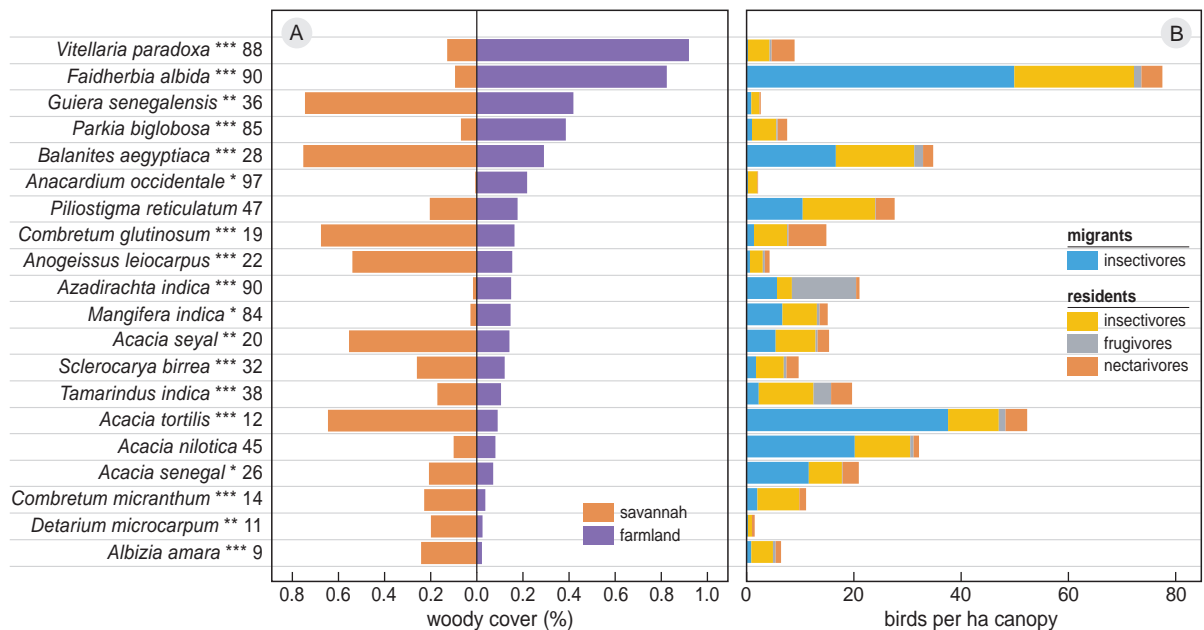 A
B
Vitellaria paradoxa *** 88
Faidherbia albida *** 90
Guiera senegalensis ** 36
Parkia biglobosa *** 85
Balanites aegyptiaca *** 28
Anacardium occidentale * 97
Piliostigma reticulatum 47
Combretum glutinosum *** 19
Anogeissus leiocarpus *** 22
Azadirachta indica *** 90
Mangifera indica * 84
Acacia seyal ** 20
Sclerocarya birrea *** 32
Tamarindus indica *** 38
Acacia tortilis *** 12
Acacia nilotica 45
Acacia senegal * 26
Combretum micranthum *** 14
Detarium microcarpum ** 11
Albizia amara *** 9
savannah
farmland
0.8 0.6 0.4 0.2 0.0 0.2 0.4 0.6 0.8 1.0
woody cover (%)
migrants
insectivores
residents
insectivores
frugivores
nectarivores
0 20 40 60 80
birds per ha canopy